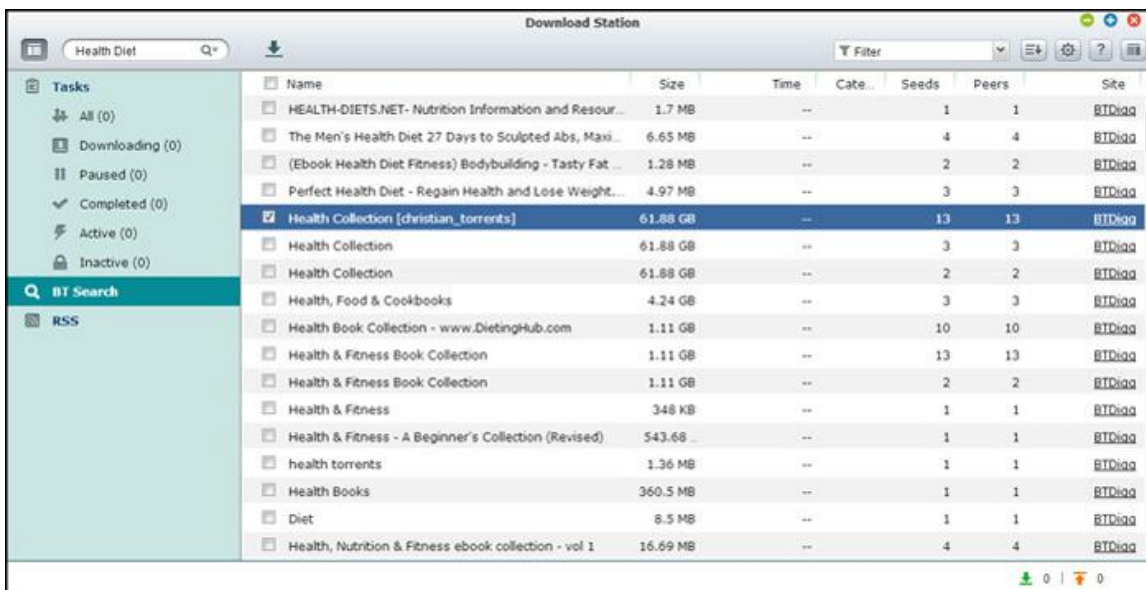 Download Station
Health Diet
Filter
Tasks
All (0)
Downloading (0)
Paused (0)
Completed (0)
Active (0)
Inactive (0)
BT Search
RSS
Name Size Time Cate... Seeds Peers Site
HEALTH-DIETS.NET- Nutrition Information and Resour... 1.7 MB -- 1 1 BTDigg
The Men's Health Diet 27 Days to Sculpted Abs, Maxi... 6.65 MB -- 4 4 BTDigg
(Ebook Health Diet Fitness) Bodybuilding - Tasty Fat ... 1.28 MB -- 2 2 BTDigg
Perfect Health Diet - Regain Health and Lose Weight... 4.97 MB -- 3 3 BTDigg
Health Collection [christian_torrents] 61.88 GB -- 13 13 BTDigg
Health Collection 61.88 GB -- 3 3 BTDigg
Health Collection 61.88 GB -- 2 2 BTDigg
Health, Food & Cookbooks 4.24 GB -- 3 3 BTDigg
Health Book Collection - www.DietingHub.com 1.11 GB -- 10 10 BTDigg
Health & Fitness Book Collection 1.11 GB -- 13 13 BTDigg
Health & Fitness Book Collection 1.11 GB -- 2 2 BTDigg
Health & Fitness 348 KB -- 1 1 BTDigg
Health & Fitness - A Beginner's Collection (Revised) 543.68 ... -- 1 1 BTDigg
health torrents 1.36 MB -- 1 1 BTDigg
Health Books 360.5 MB -- 1 1 BTDigg
Diet 8.5 MB -- 1 1 BTDigg
Health, Nutrition & Fitness ebook collection - vol 1 16.69 MB -- 4 4 BTDigg
0 | 0